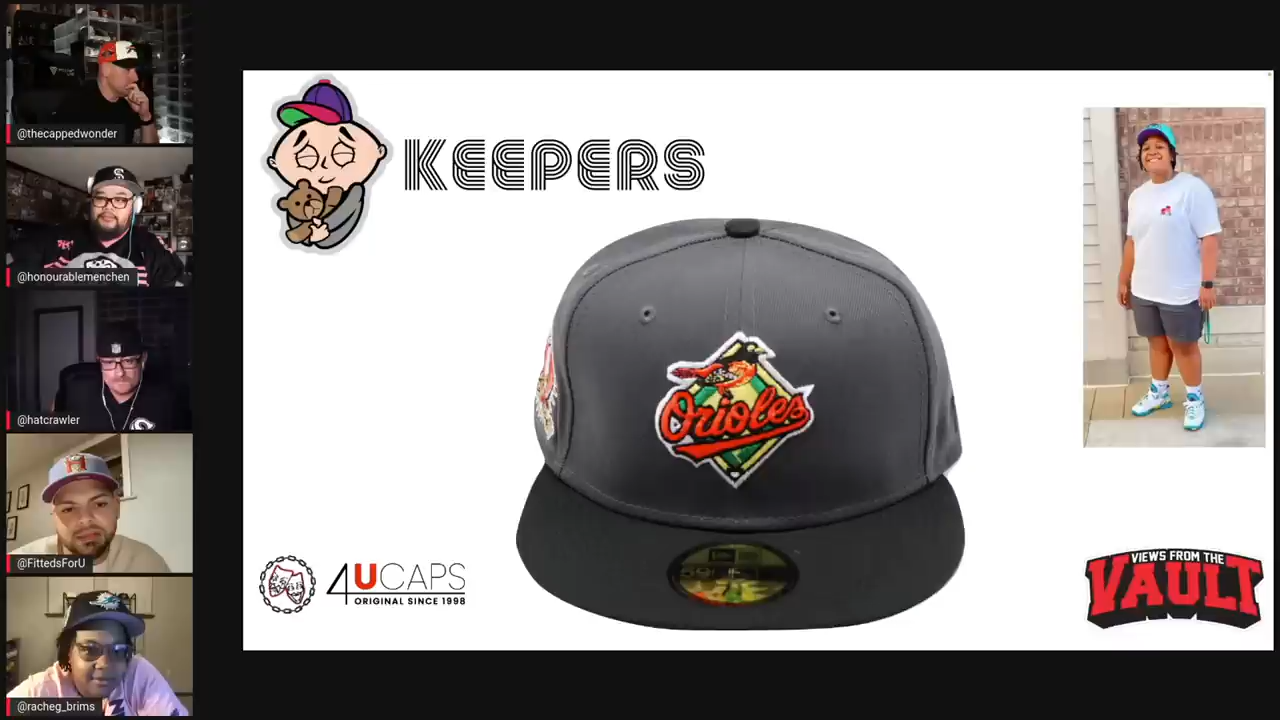 @thecappedwonder
@honourablemenchen
@hatcrawler
@FittedsForU
@racheg_brims
KEEPERS
Orioles
4UCAPS
ORIGINAL SINCE 1998
VIEWS FROM THE
VAULT